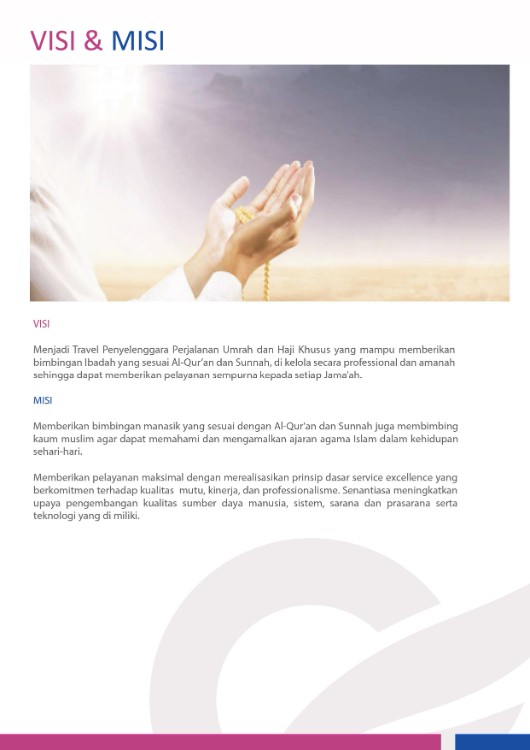 VISI & MISI
VISI
Menjadi Travel Penyelenggara Perjalanan Umrah dan Haji Khusus yang mampu memberikan
bimbingan Ibadah yang sesuai Al-Qur'an dan Sunnah, di kelola secara professional dan amanah
sehingga dapat memberikan pelayanan sempurna kepada setiap Jama'ah.
MISI
Memberikan bimbingan manasik yang sesuai dengan Al-Qur'an dan Sunnah juga membimbing
kaum muslim agar dapat memahami dan mengamalkan ajaran agama Islam dalam kehidupan
sehari-hari.
Memberikan pelayanan maksimal dengan merealisasikan prinsip dasar service excellence yang
berkomitmen terhadap kualitas mutu, kinerja, dan professionalisme. Senantiasa meningkatkan
upaya pengembangan kualitas sumber daya manusia, sistem, sarana dan prasarana serta
teknologi yang di miliki.